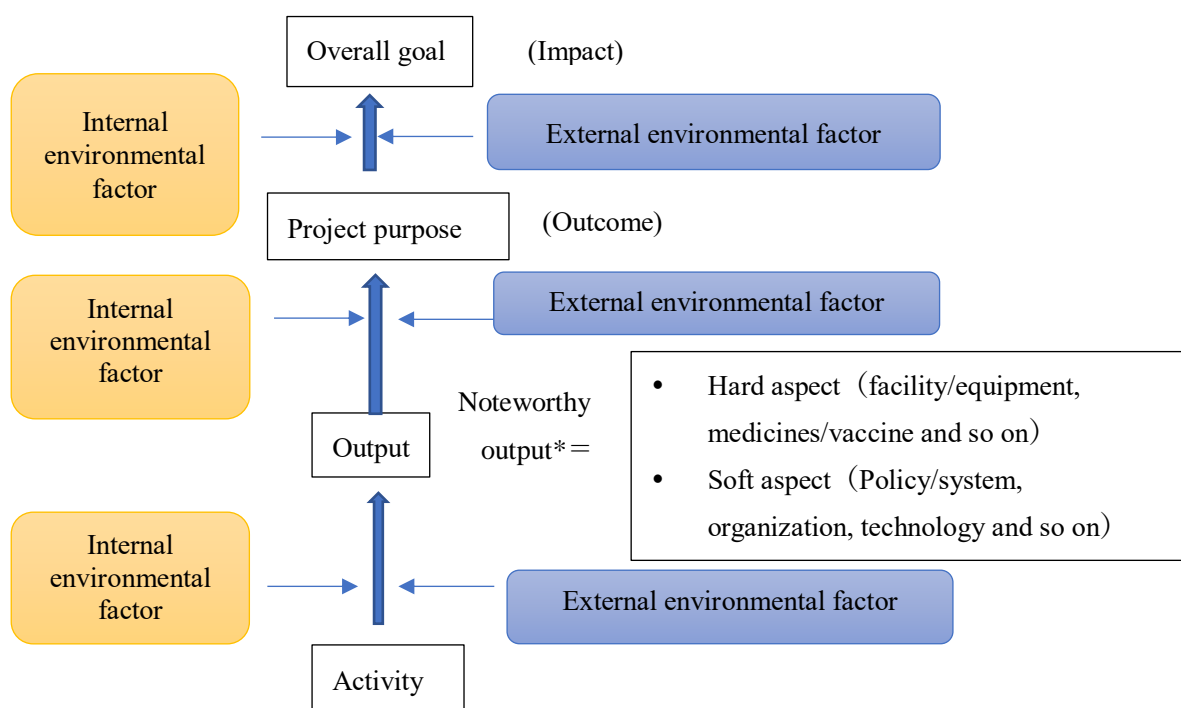 Overall goal
(Impact)
Internal
environmental
factor
External environmental factor
Project purpose
(Outcome)
Internal
environmental
factor
External environmental factor
Noteworthy
output*＝
• Hard aspect（facility/equipment,
medicines/vaccine and so on）
• Soft aspect（Policy/system,
organization, technology and so on）
Output
Internal
environmental
factor
External environmental factor
Activity